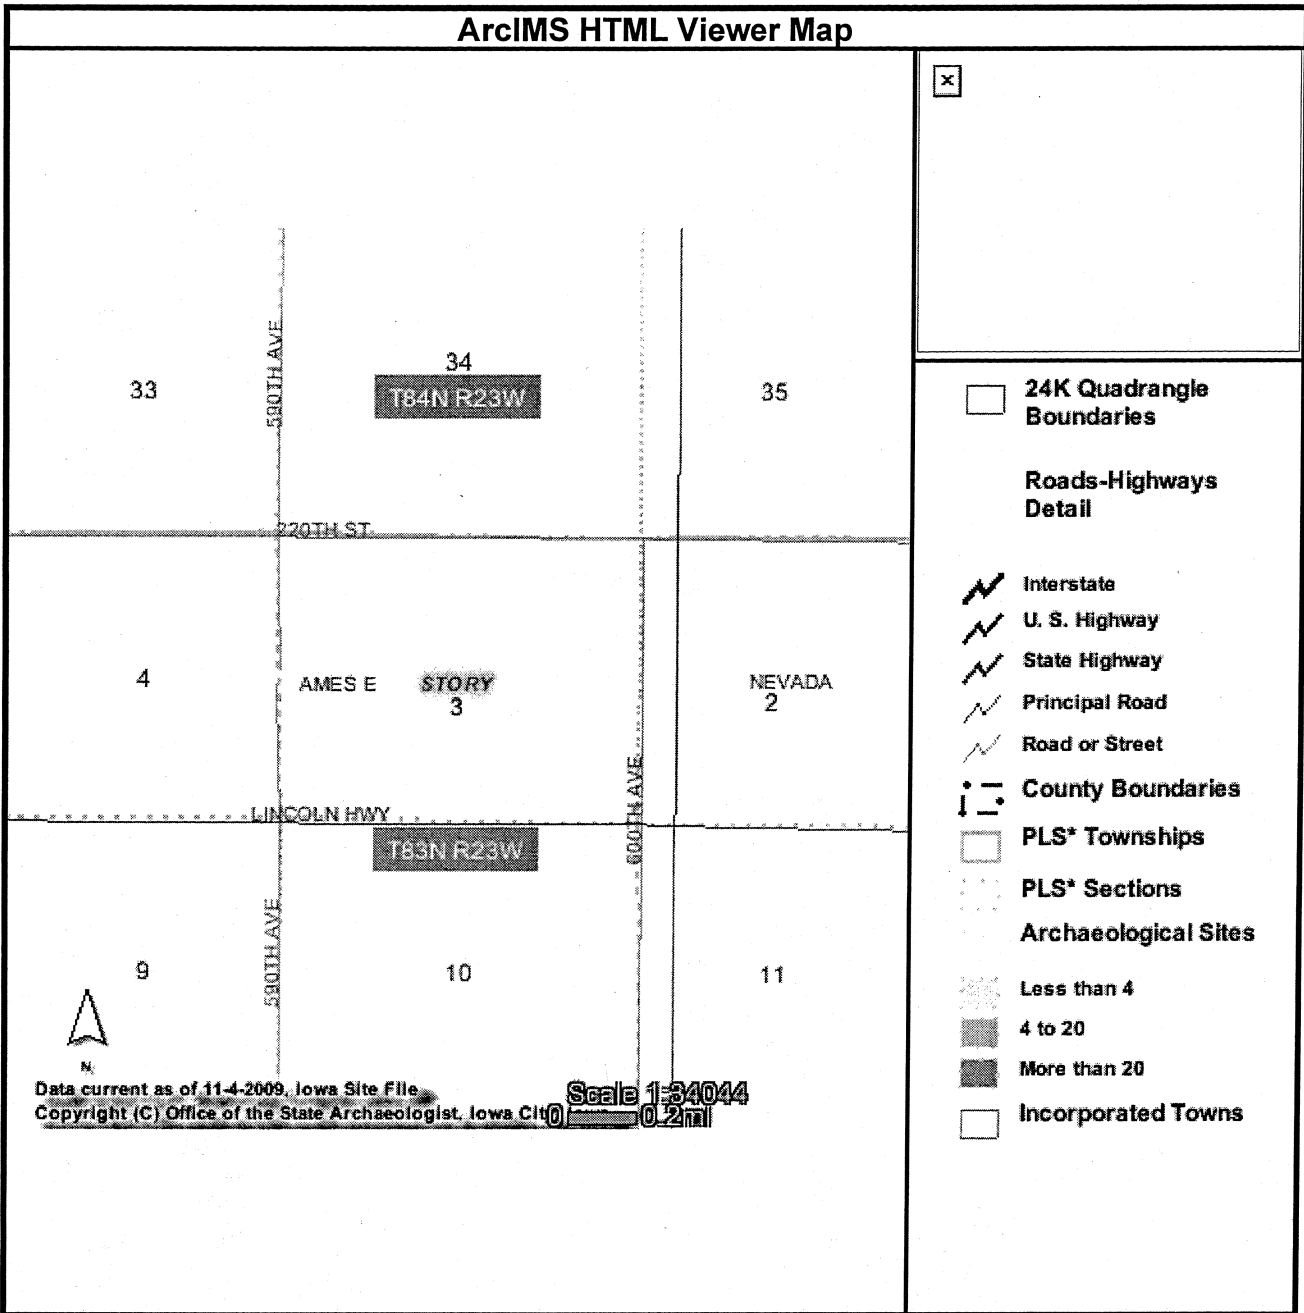 ArcIMS HTML Viewer Map
33
590TH AVE
34
T84N R23W
35
220TH ST
4
AMES E
STORY
3
NEVADA
2
600TH AVE
LINCOLN HWY
T83N R23W
590TH AVE
9
10
11
N
Data current as of 11-4-2009, Iowa Site File
Copyright (C) Office of the State Archaeologist, Iowa City
Scale 1:34044
0 0.2mi
24K Quadrangle
Boundaries
Roads-Highways
Detail
Interstate
U. S. Highway
State Highway
Principal Road
Road or Street
County Boundaries
PLS* Townships
PLS* Sections
Archaeological Sites
Less than 4
4 to 20
More than 20
Incorporated Towns